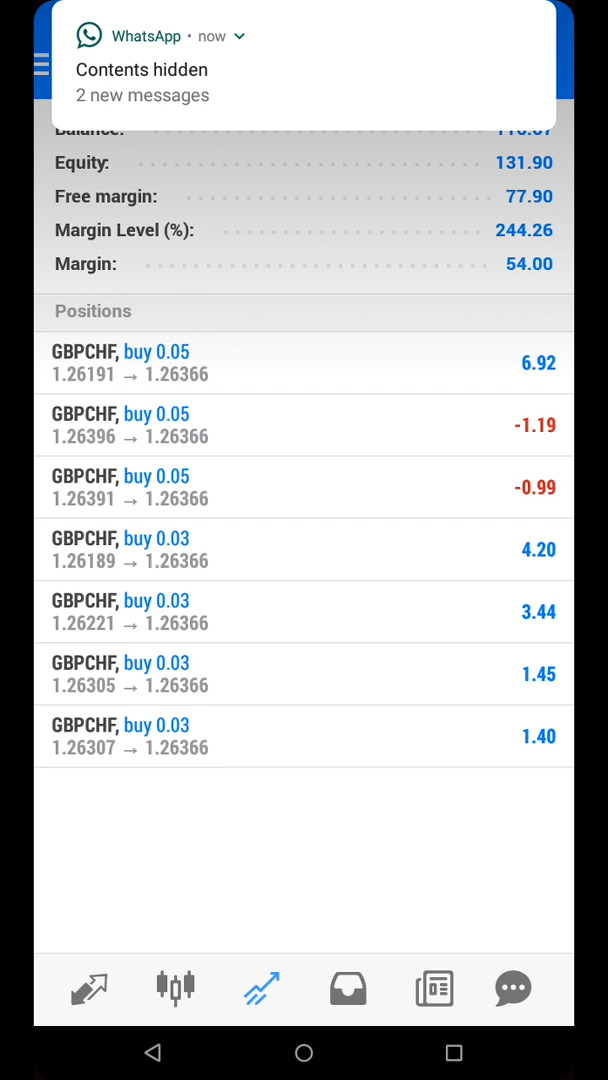 WhatsApp • now
Contents hidden
2 new messages
Balance:
Equity: 131.90
Free margin: 77.90
Margin Level (%): 244.26
Margin: 54.00
Positions
GBPCHF, buy 0.05
1.26191 → 1.26366
6.92
GBPCHF, buy 0.05
1.26396 → 1.26366
-1.19
GBPCHF, buy 0.05
1.26391 → 1.26366
-0.99
GBPCHF, buy 0.03
1.26189 → 1.26366
4.20
GBPCHF, buy 0.03
1.26221 → 1.26366
3.44
GBPCHF, buy 0.03
1.26305 → 1.26366
1.45
GBPCHF, buy 0.03
1.26307 → 1.26366
1.40